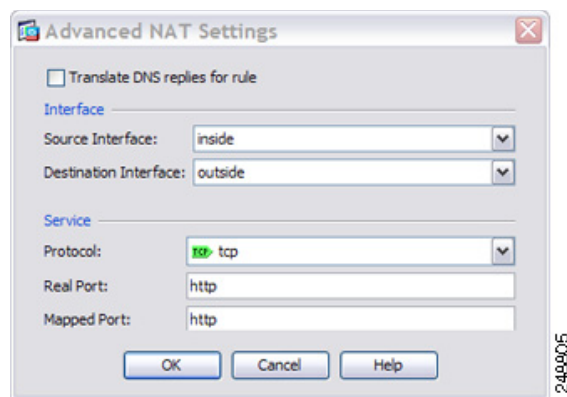 Advanced NAT Settings
Translate DNS replies for rule
Interface
Source Interface: inside
Destination Interface: outside
Service
Protocol: TCP tcp
Real Port: http
Mapped Port: http
OK Cancel Help
248805